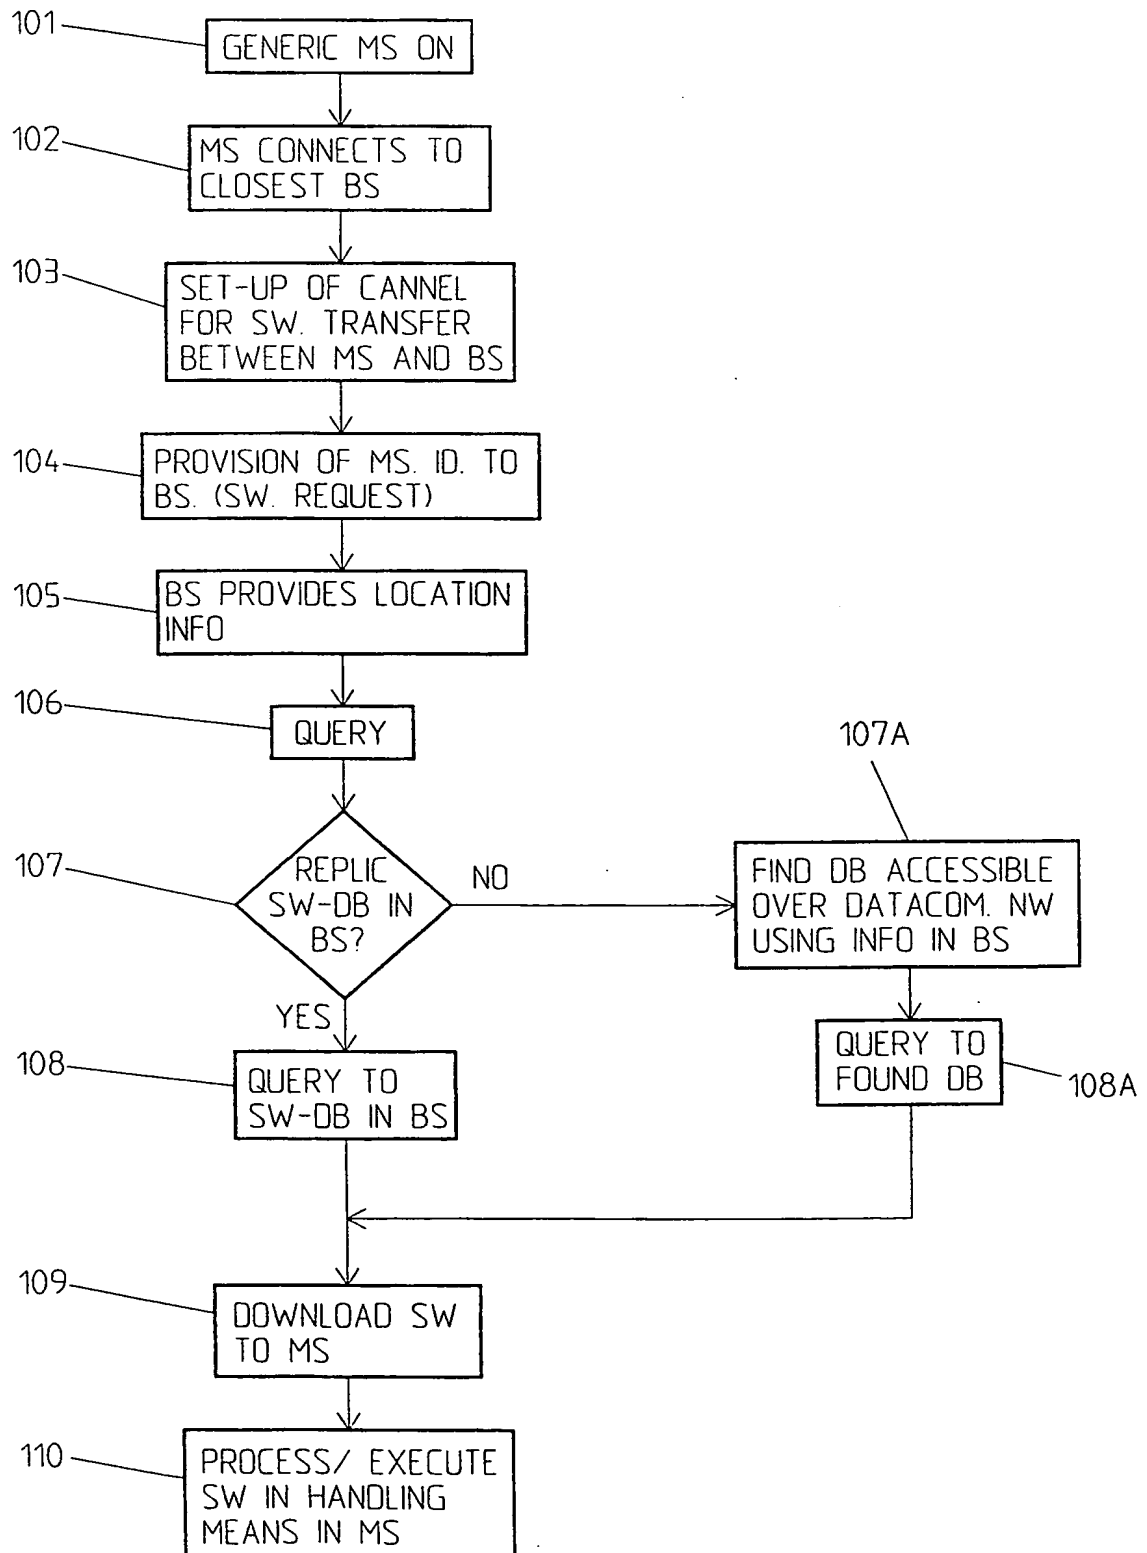 101
GENERIC MS ON
102
MS CONNECTS TO
CLOSEST BS
103
SET-UP OF CANNEL
FOR SW. TRANSFER
BETWEEN MS AND BS
104
PROVISION OF MS. ID. TO
BS. (SW. REQUEST)
105
BS PROVIDES LOCATION
INFO
106
QUERY
107
REPLIC
SW-DB IN
BS?
NO
YES
107A
FIND DB ACCESSIBLE
OVER DATACOM. NW
USING INFO IN BS
108
QUERY TO
SW-DB IN BS
QUERY TO
FOUND DB
108A
109
DOWNLOAD SW
TO MS
110
PROCESS/ EXECUTE
SW IN HANDLING
MEANS IN MS